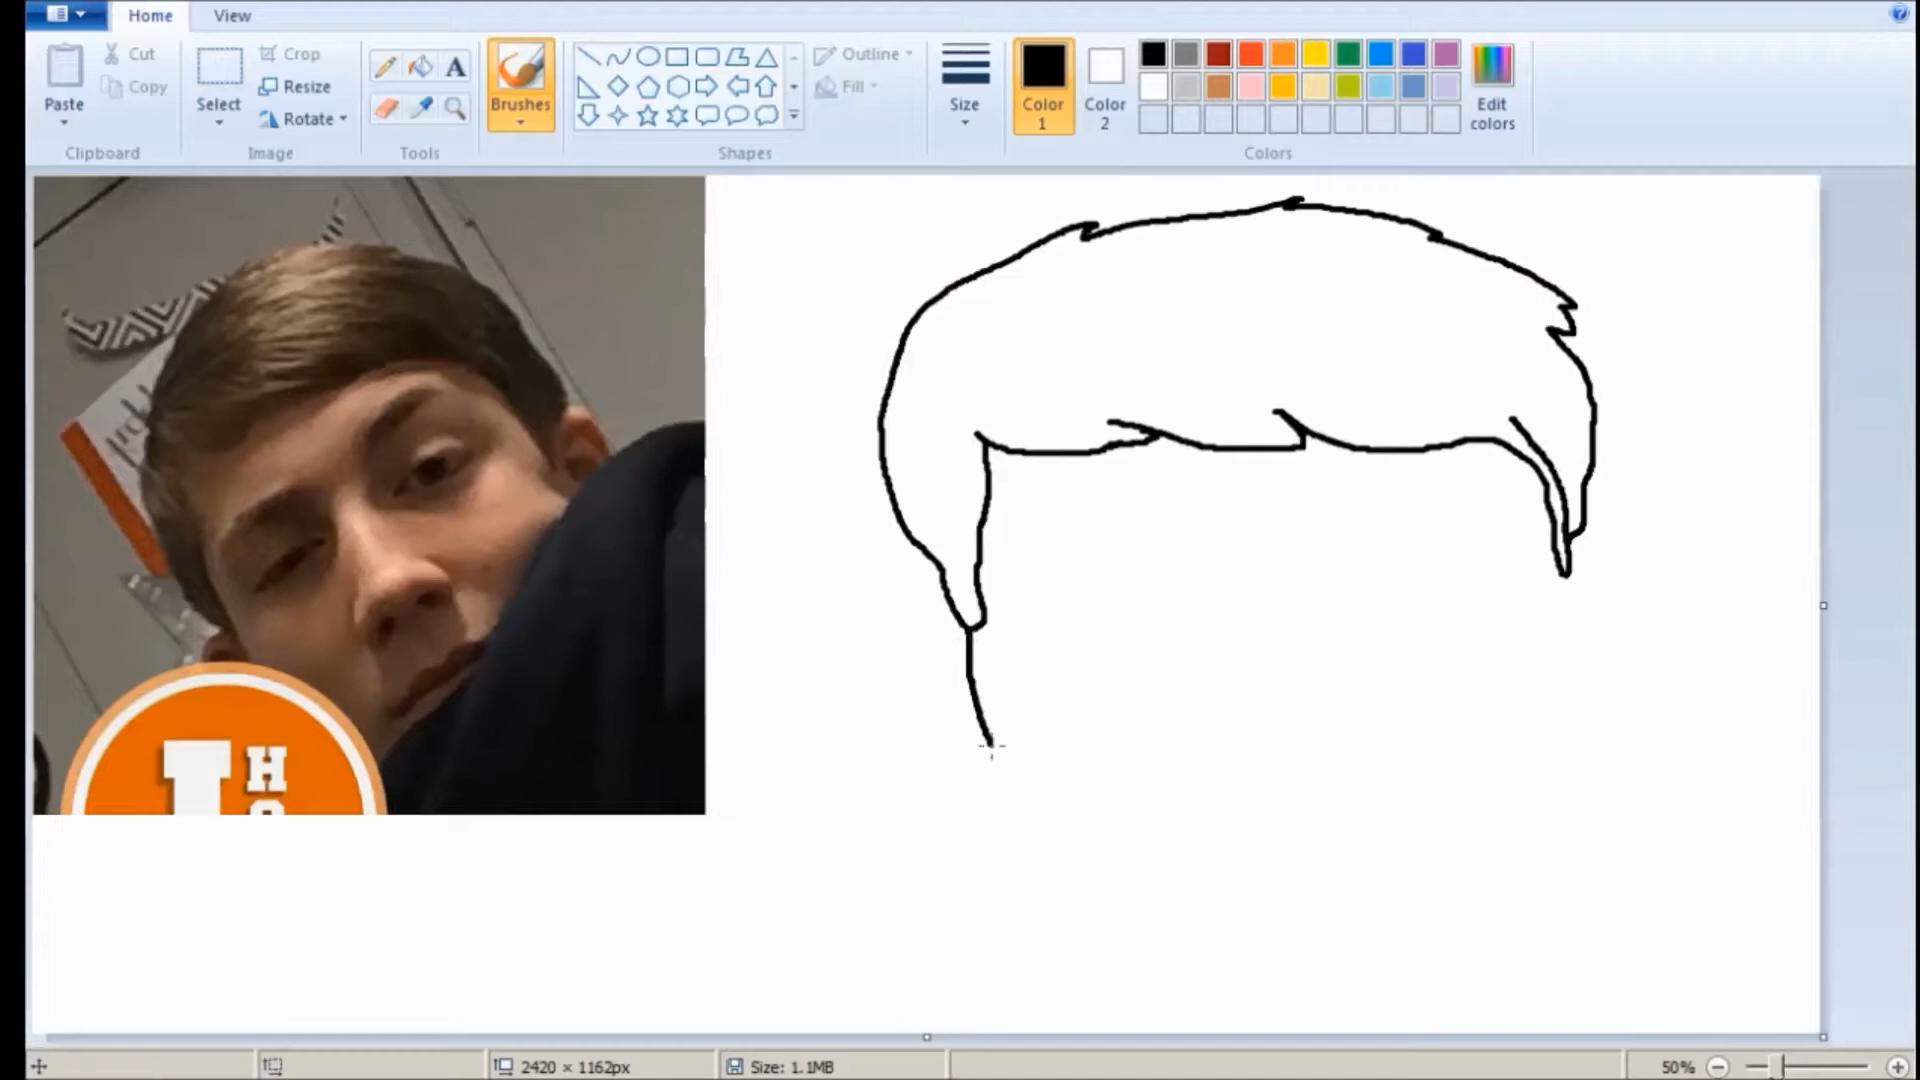 Home View
Paste Cut Copy Select Crop Resize Rotate A Brushes Outline Fill Size Color 1 Color 2 Edit colors
Clipboard Image Tools Shapes Colors
I HO
2420 × 1162px Size: 1.1MB 50%